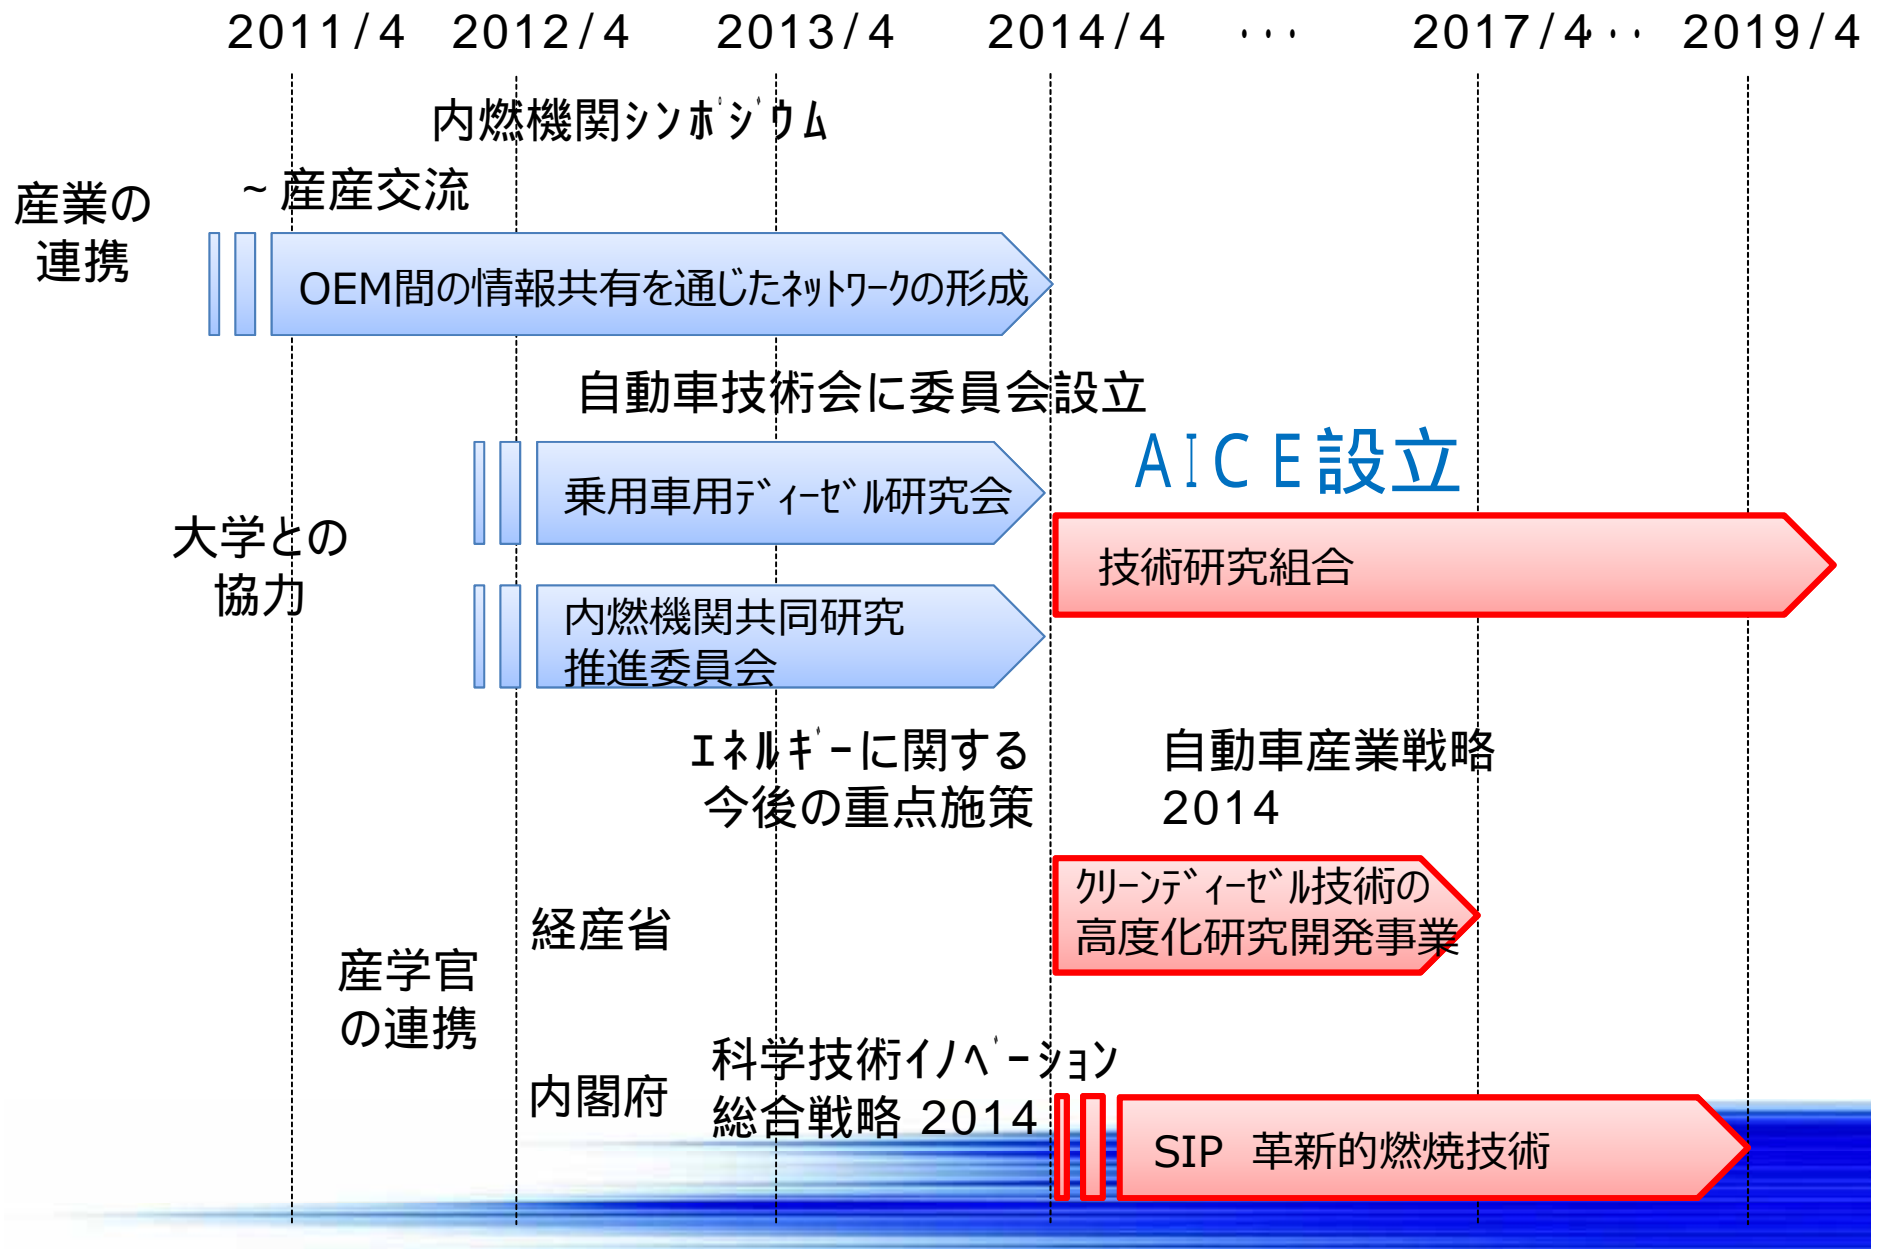 2011/4 2012/4 2013/4 2014/4 ・・・ 2017/4・・・ 2019/4
内燃機関シンポジウム
~産産交流
産業の
連携
OEM間の情報共有を通じたネットワークの形成
自動車技術会に委員会設立
乗用車用ディーゼル研究会
AICE設立
大学との
協力
技術研究組合
内燃機関共同研究
推進委員会
エネルギーに関する
今後の重点施策
自動車産業戦略
2014
経産省
クリーンディーゼル技術の
高度化研究開発事業
産学官
の連携
内閣府
科学技術イノベーション
総合戦略 2014
SIP 革新的燃焼技術